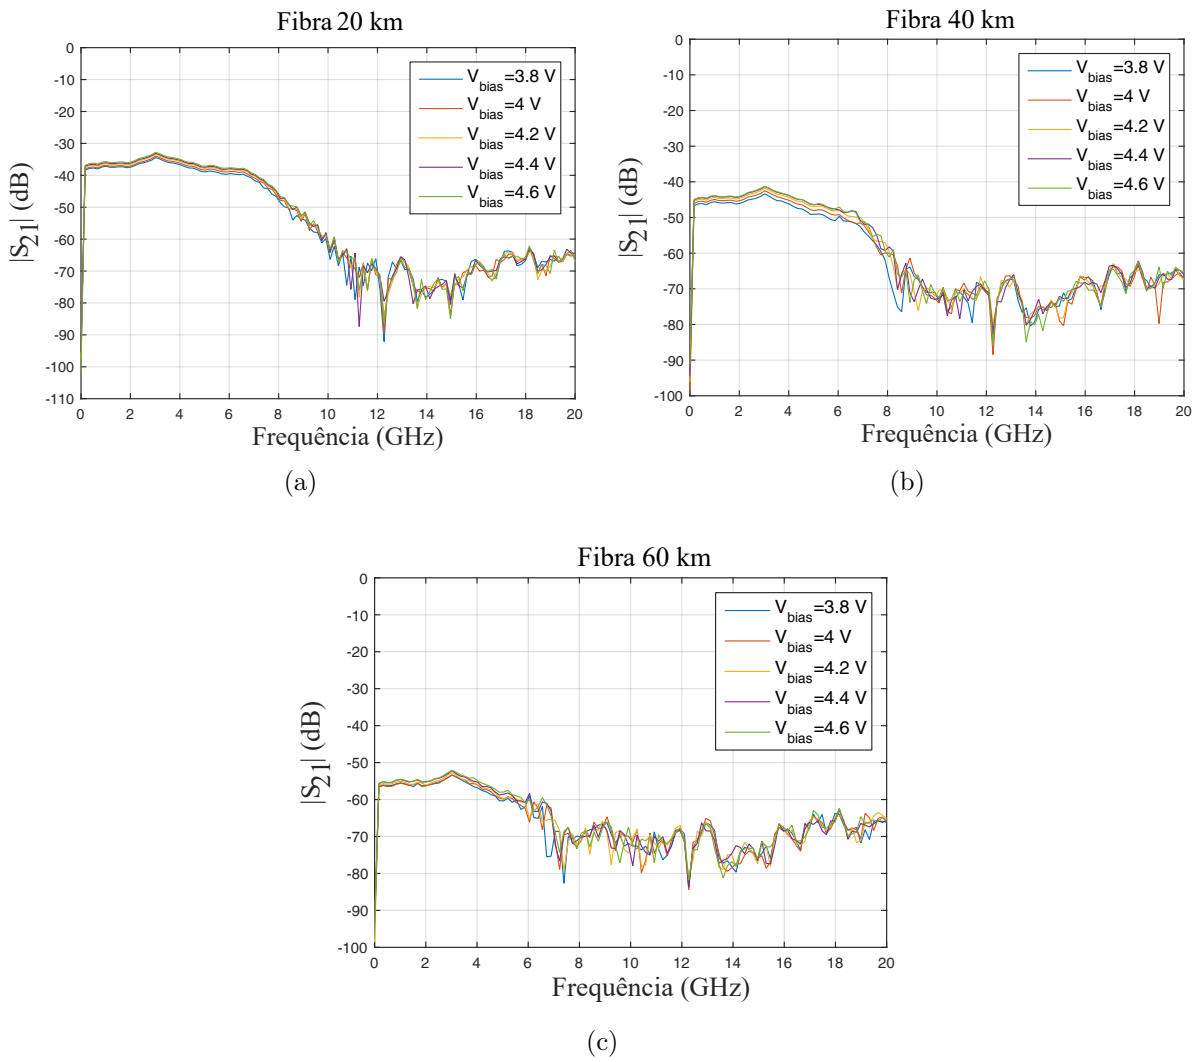 Fibra 20 km
0
-10
-20
-30
-40
-50
-60
-70
-80
-90
-100
-110
|S21| (dB)
Vbias=3.8 V
Vbias=4 V
Vbias=4.2 V
Vbias=4.4 V
Vbias=4.6 V
0 2 4 6 8 10 12 14 16 18 20
Frequência (GHz)
(a)
Fibra 40 km
0
-10
-20
-30
-40
-50
-60
-70
-80
-90
-100
|S21| (dB)
Vbias=3.8 V
Vbias=4 V
Vbias=4.2 V
Vbias=4.4 V
Vbias=4.6 V
0 2 4 6 8 10 12 14 16 18 20
Frequência (GHz)
(b)
Fibra 60 km
0
-10
-20
-30
-40
-50
-60
-70
-80
-90
-100
|S21| (dB)
Vbias=3.8 V
Vbias=4 V
Vbias=4.2 V
Vbias=4.4 V
Vbias=4.6 V
0 2 4 6 8 10 12 14 16 18 20
Frequência (GHz)
(c)